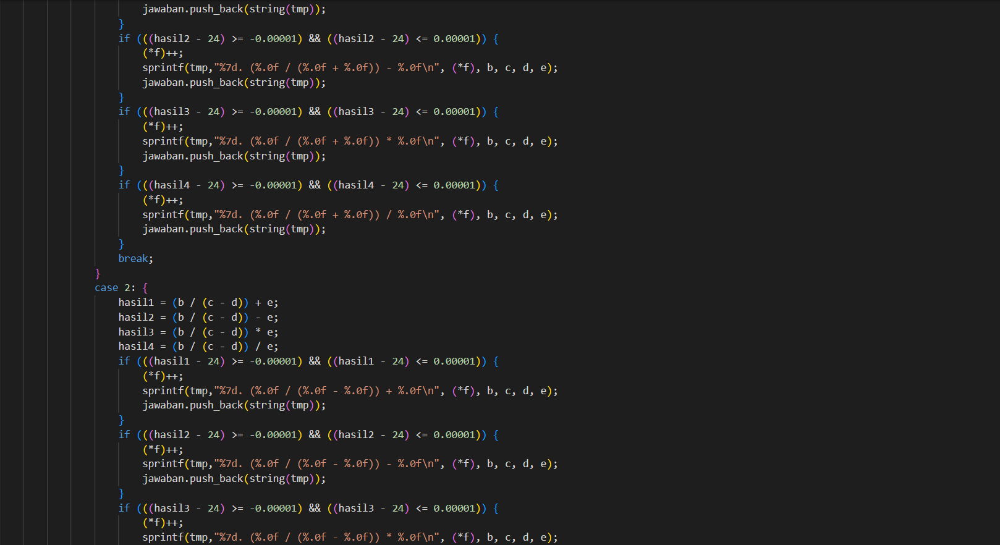 jawaban.push_back(string(tmp));
}
if (((hasil2 - 24) >= -0.00001) && ((hasil2 - 24) <= 0.00001)) {
(*f)++;
sprintf(tmp,"%7d. (%.0f / (%.0f + %.0f)) - %.0f\n", (*f), b, c, d, e);
jawaban.push_back(string(tmp));
}
if (((hasil3 - 24) >= -0.00001) && ((hasil3 - 24) <= 0.00001)) {
(*f)++;
sprintf(tmp,"%7d. (%.0f / (%.0f + %.0f)) * %.0f\n", (*f), b, c, d, e);
jawaban.push_back(string(tmp));
}
if (((hasil4 - 24) >= -0.00001) && ((hasil4 - 24) <= 0.00001)) {
(*f)++;
sprintf(tmp,"%7d. (%.0f / (%.0f + %.0f)) / %.0f\n", (*f), b, c, d, e);
jawaban.push_back(string(tmp));
}
break;
}
case 2: {
hasil1 = (b / (c - d)) + e;
hasil2 = (b / (c - d)) - e;
hasil3 = (b / (c - d)) * e;
hasil4 = (b / (c - d)) / e;
if (((hasil1 - 24) >= -0.00001) && ((hasil1 - 24) <= 0.00001)) {
(*f)++;
sprintf(tmp,"%7d. (%.0f / (%.0f - %.0f)) + %.0f\n", (*f), b, c, d, e);
jawaban.push_back(string(tmp));
}
if (((hasil2 - 24) >= -0.00001) && ((hasil2 - 24) <= 0.00001)) {
(*f)++;
sprintf(tmp,"%7d. (%.0f / (%.0f - %.0f)) - %.0f\n", (*f), b, c, d, e);
jawaban.push_back(string(tmp));
}
if (((hasil3 - 24) >= -0.00001) && ((hasil3 - 24) <= 0.00001)) {
(*f)++;
sprintf(tmp,"%7d. (%.0f / (%.0f - %.0f)) * %.0f\n", (*f), b, c, d, e);